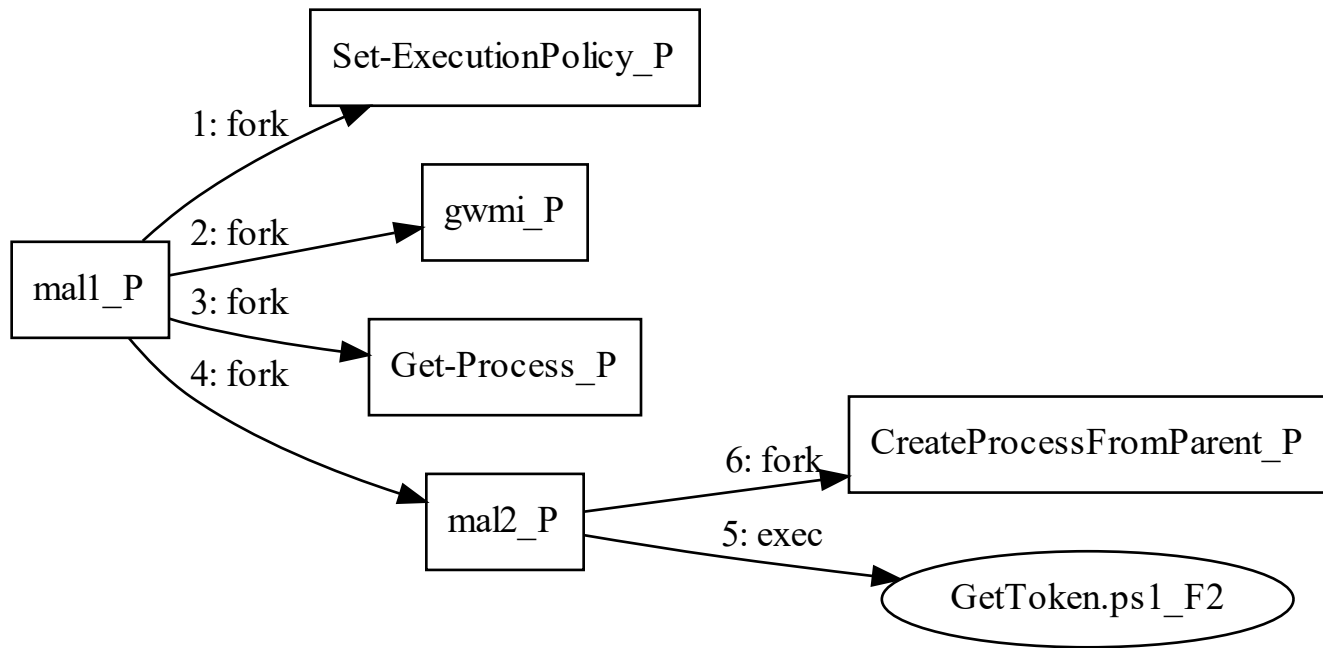 Set-ExecutionPolicy_P
1: fork
gwmi_P
2: fork
mal1_P
3: fork
Get-Process_P
4: fork
CreateProcessFromParent_P
6: fork
mal2_P
5: exec
GetToken.ps1_F2